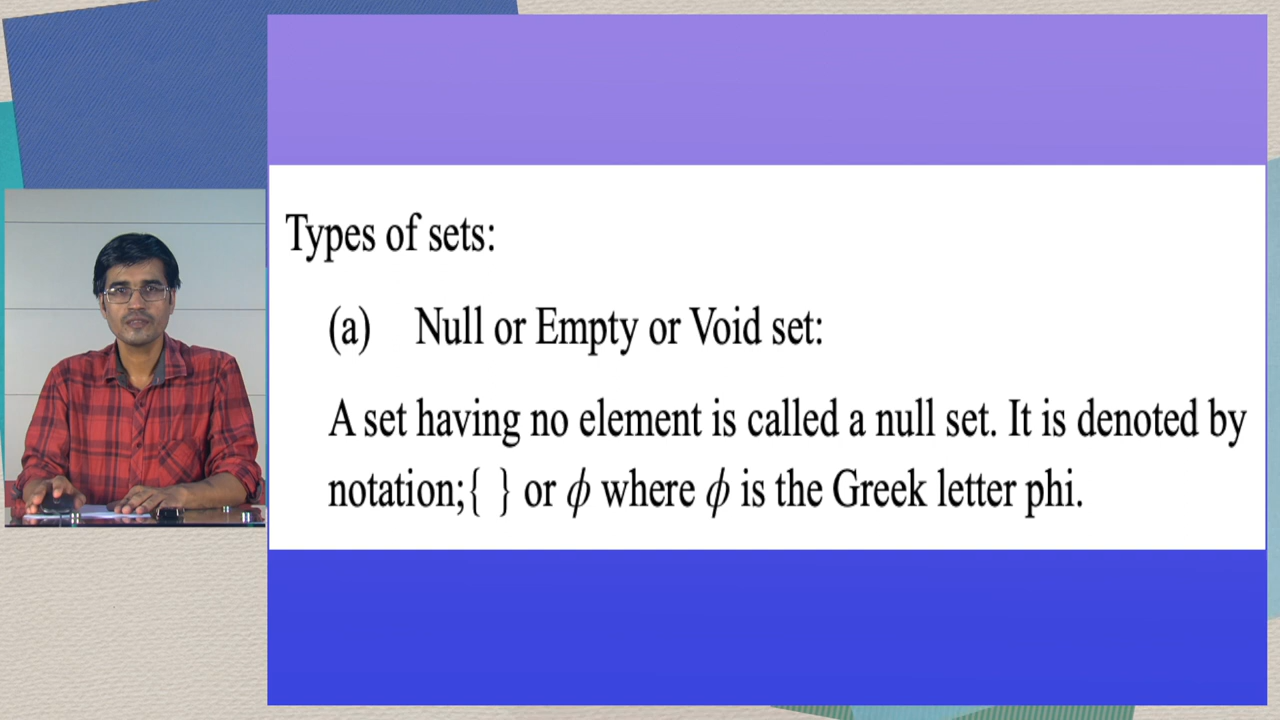 Types of sets:
(a) Null or Empty or Void set:
A set having no element is called a null set. It is denoted by
notation;{ } or ϕ where ϕ is the Greek letter phi.